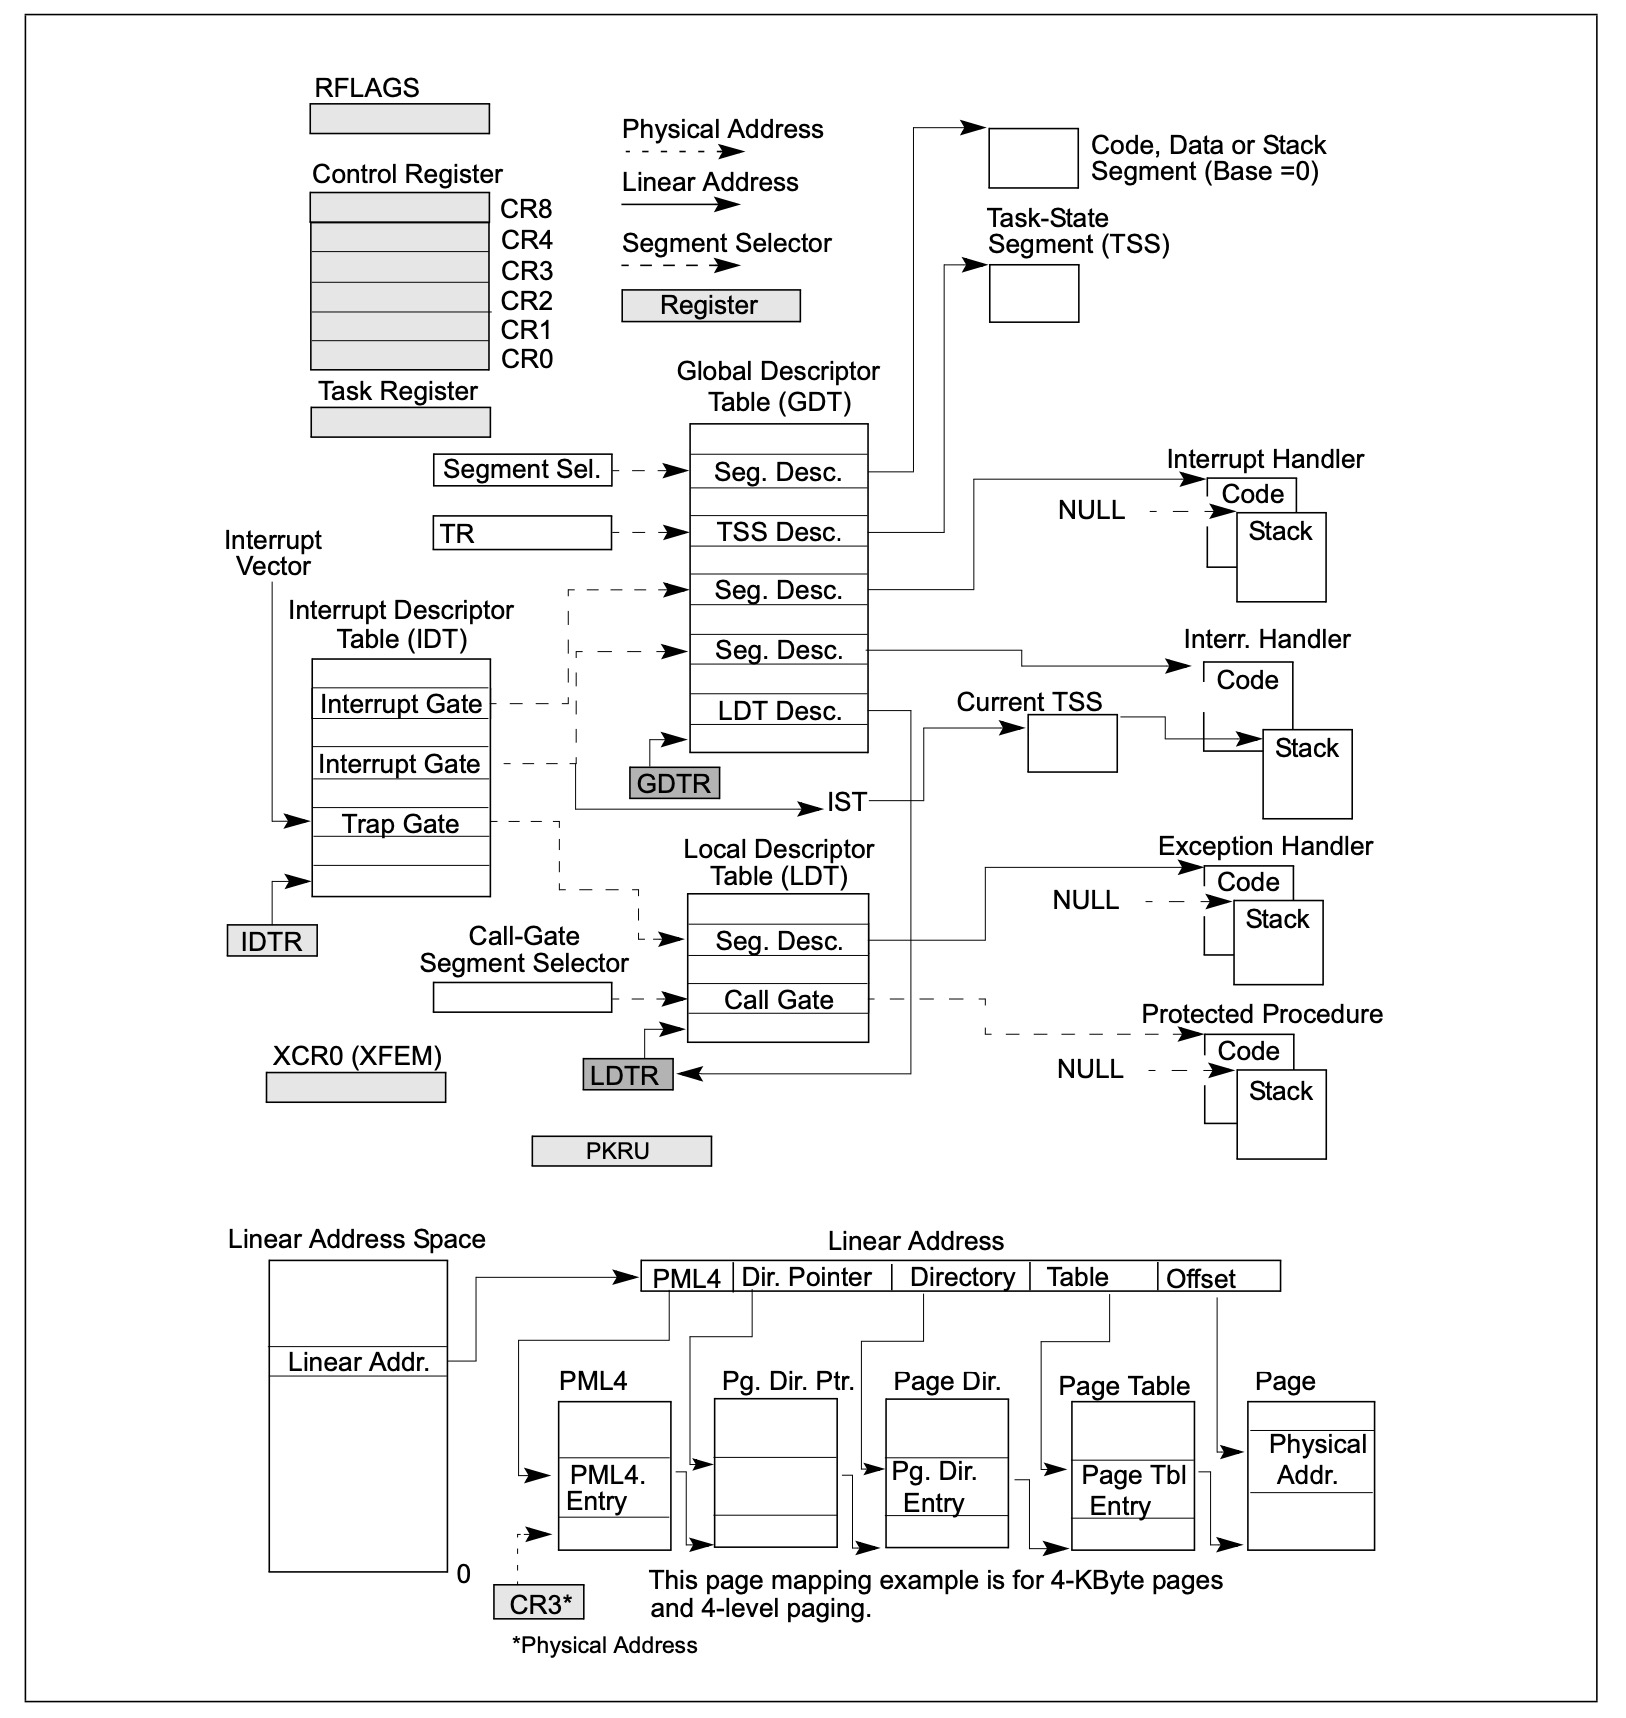 RFLAGS
Control Register
CR8
CR4
CR3
CR2
CR1
CR0
Task Register
Physical Address
Linear Address
Segment Selector
Register
Code, Data or Stack
Segment (Base =0)
Task-State
Segment (TSS)
Global Descriptor
Table (GDT)
Segment Sel.
Seg. Desc.
TR
TSS Desc.
Seg. Desc.
Seg. Desc.
LDT Desc.
GDTR
Interrupt
Vector
Interrupt Descriptor
Table (IDT)
Interrupt Gate
Interrupt Gate
Trap Gate
IDTR
Interrupt Handler
Code
NULL
Stack
Interr. Handler
Code
Current TSS
Stack
IST
Local Descriptor
Table (LDT)
Seg. Desc.
Call Gate
Call-Gate
Segment Selector
LDTR
Exception Handler
Code
NULL
Stack
Protected Procedure
Code
NULL
Stack
XCR0 (XFEM)
PKRU
Linear Address Space
Linear Addr.
0
Linear Address
PML4 Dir. Pointer Directory Table Offset
PML4
PML4.
Entry
Pg. Dir. Ptr.
Page Dir.
Pg. Dir.
Entry
Page Table
Page Tbl
Entry
Page
Physical
Addr.
CR3*
This page mapping example is for 4-KByte pages
and 4-level paging.
*Physical Address